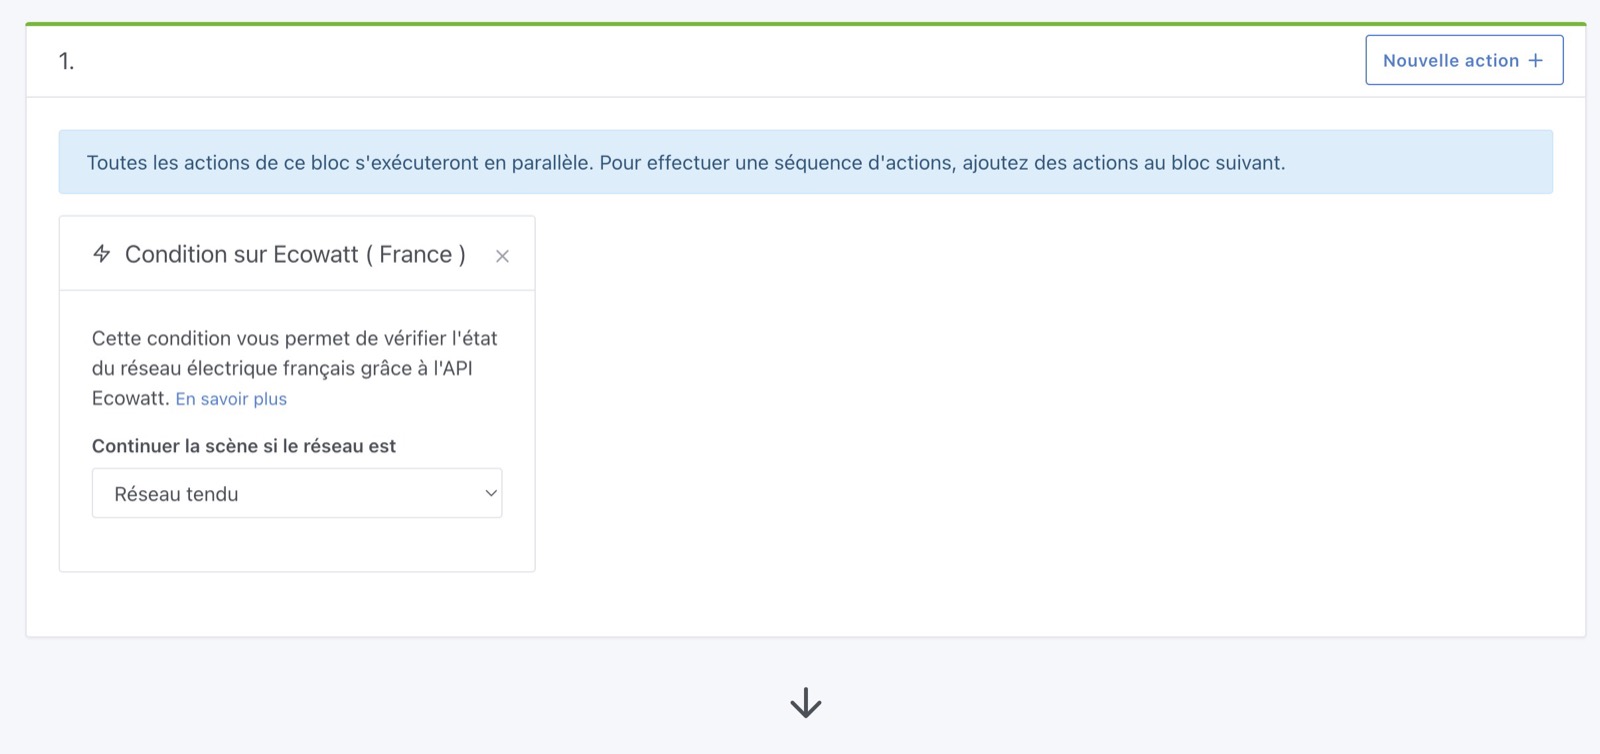 1.
Nouvelle action +
Toutes les actions de ce bloc s'exécuteront en parallèle. Pour effectuer une séquence d'actions, ajoutez des actions au bloc suivant.
Condition sur Ecowatt ( France )
Cette condition vous permet de vérifier l'état
du réseau électrique français grâce à l'API
Ecowatt. En savoir plus
Continuer la scène si le réseau est
Réseau tendu